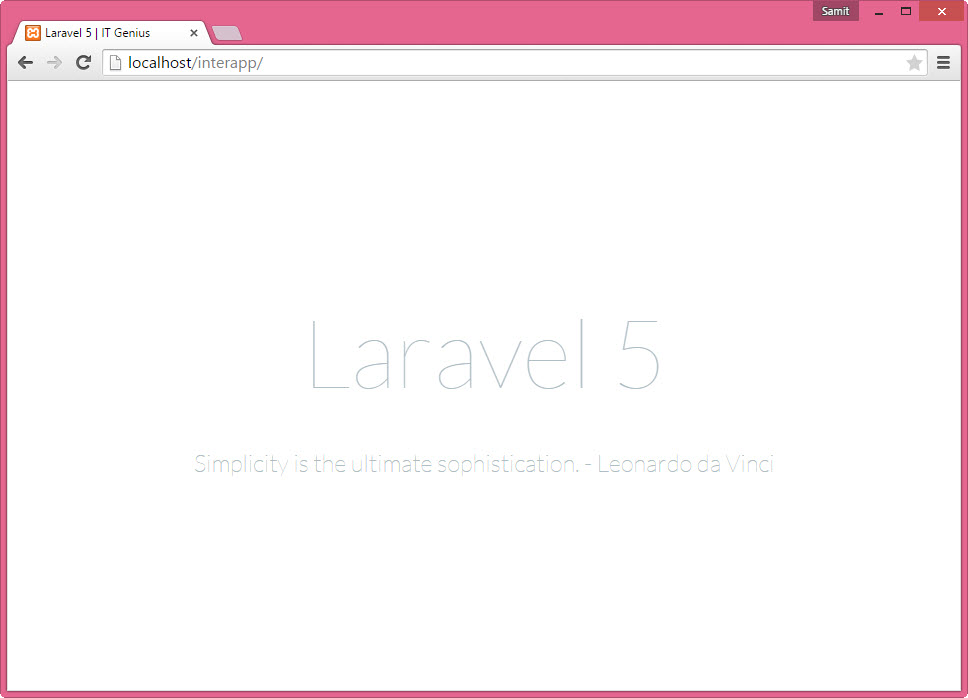 Samit
Laravel 5 | IT Genius
localhost/interapp/
Laravel 5
Simplicity is the ultimate sophistication. - Leonardo da Vinci